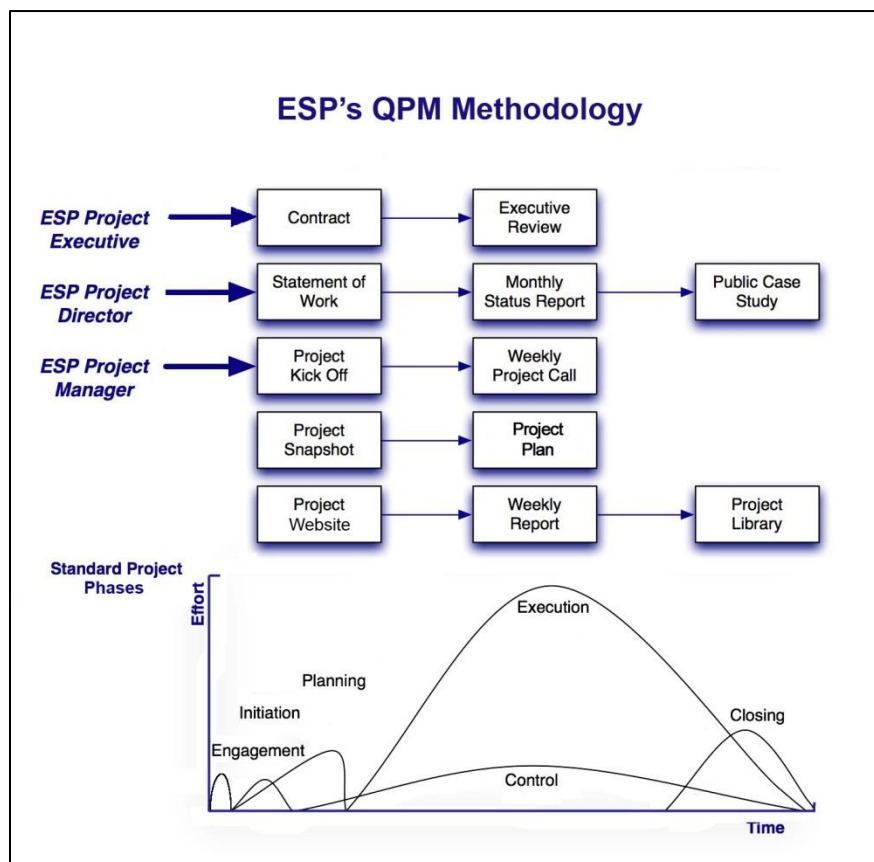 ESP's QPM Methodology
ESP Project
Executive
Contract
Executive
Review
ESP Project
Director
Statement of
Work
Monthly
Status Report
Public Case
Study
ESP Project
Manager
Project
Kick Off
Weekly
Project Call
Project
Snapshot
Project
Plan
Project
Website
Weekly
Report
Project
Library
Standard Project
Phases
Effort
Execution
Planning
Initiation
Closing
Engagement
Control
Time